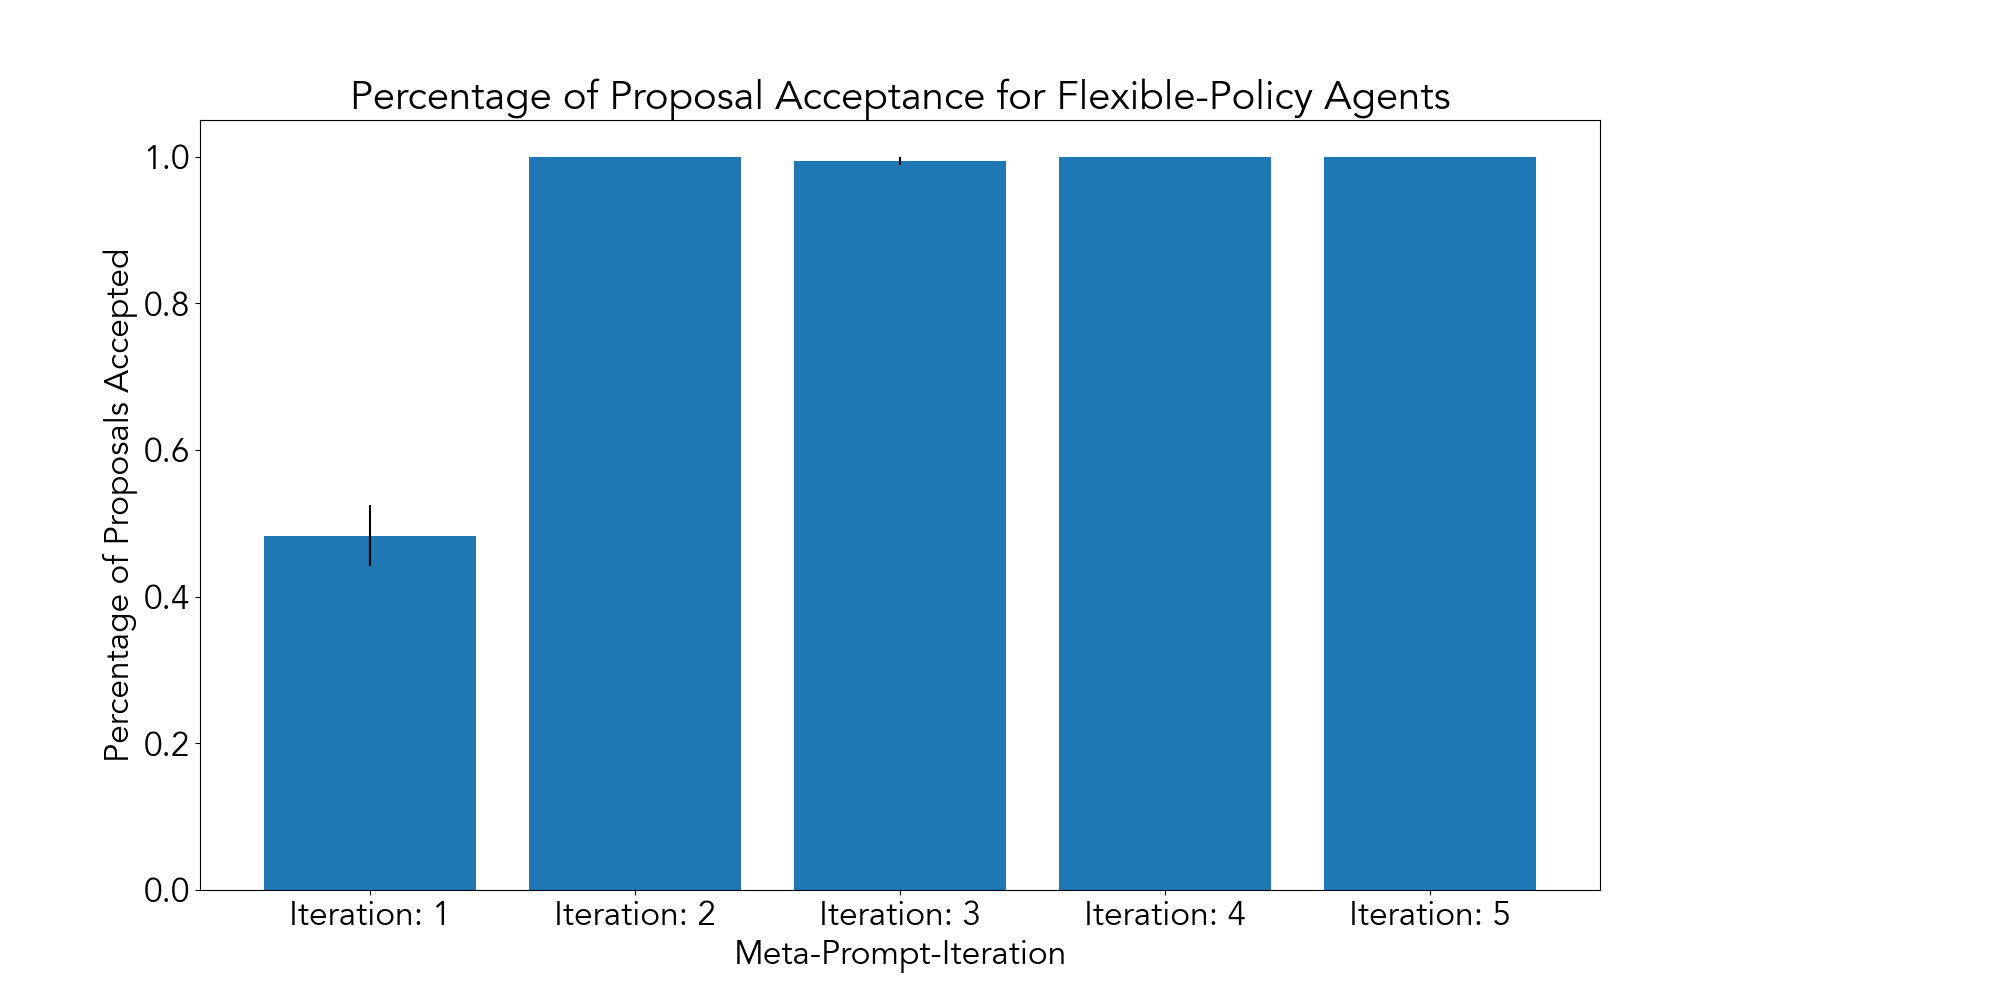 Percentage of Proposal Acceptance for Flexible-Policy Agents
Percentage of Proposals Accepted
1.0
0.8
0.6
0.4
0.2
0.0
Iteration: 1
Iteration: 2
Iteration: 3
Iteration: 4
Iteration: 5
Meta-Prompt-Iteration